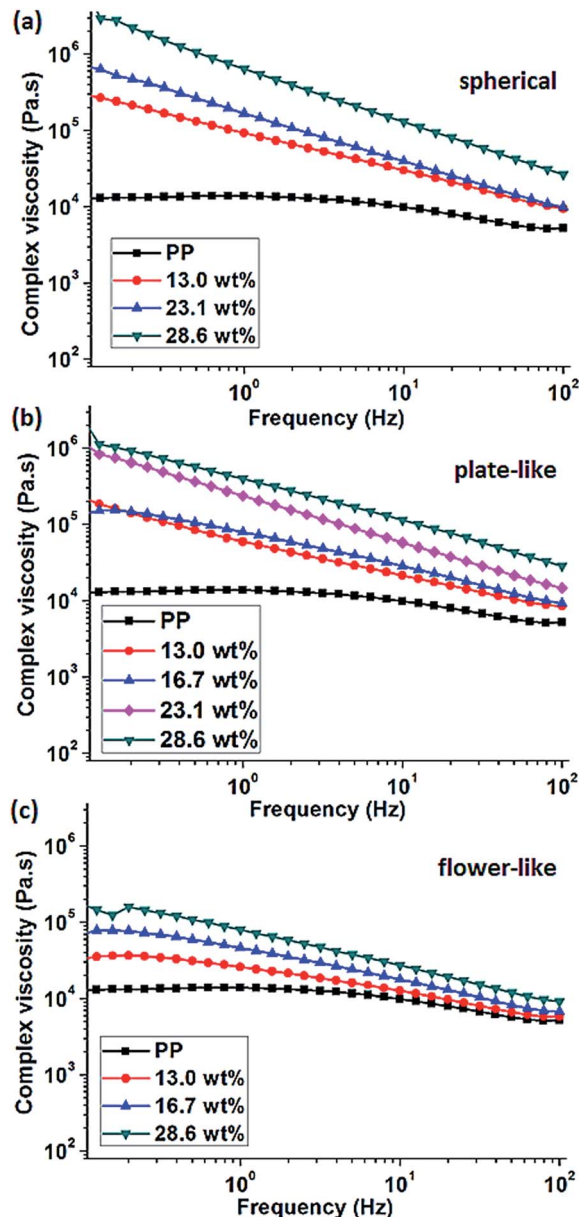 (a)
spherical
Complex viscosity (Pa.s)
10⁶
10⁵
10⁴
10³
10²
PP
13.0 wt%
23.1 wt%
28.6 wt%
10⁰ 10¹ 10²
Frequency (Hz)
(b)
plate-like
Complex viscosity (Pa.s)
10⁶
10⁵
10⁴
10³
10²
PP
13.0 wt%
16.7 wt%
23.1 wt%
28.6 wt%
10⁰ 10¹ 10²
Frequency (Hz)
(c)
flower-like
Complex viscosity (Pa.s)
10⁶
10⁵
10⁴
10³
10²
PP
13.0 wt%
16.7 wt%
28.6 wt%
10⁰ 10¹ 10²
Frequency (Hz)